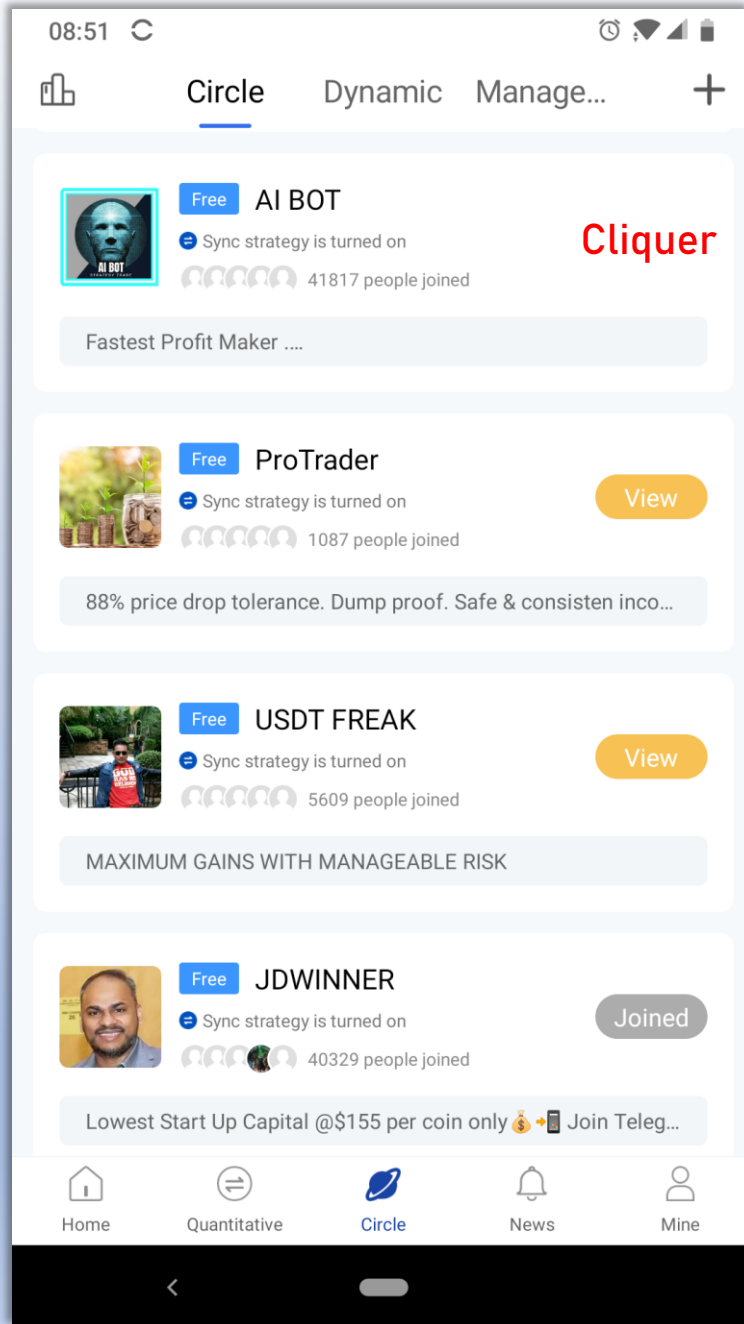 08:51
Circle Dynamic Manage...
Free AI BOT
Sync strategy is turned on
Cliquer
41817 people joined
AI BOT
STRATEGY TRADE
Fastest Profit Maker ....
Free ProTrader
Sync strategy is turned on
View
1087 people joined
88% price drop tolerance. Dump proof. Safe & consisten inco...
Free USDT FREAK
Sync strategy is turned on
View
5609 people joined
MAXIMUM GAINS WITH MANAGEABLE RISK
Free JDWINNER
Sync strategy is turned on
Joined
40329 people joined
Lowest Start Up Capital @$155 per coin only💰📲 Join Teleg...
Home Quantitative Circle News Mine